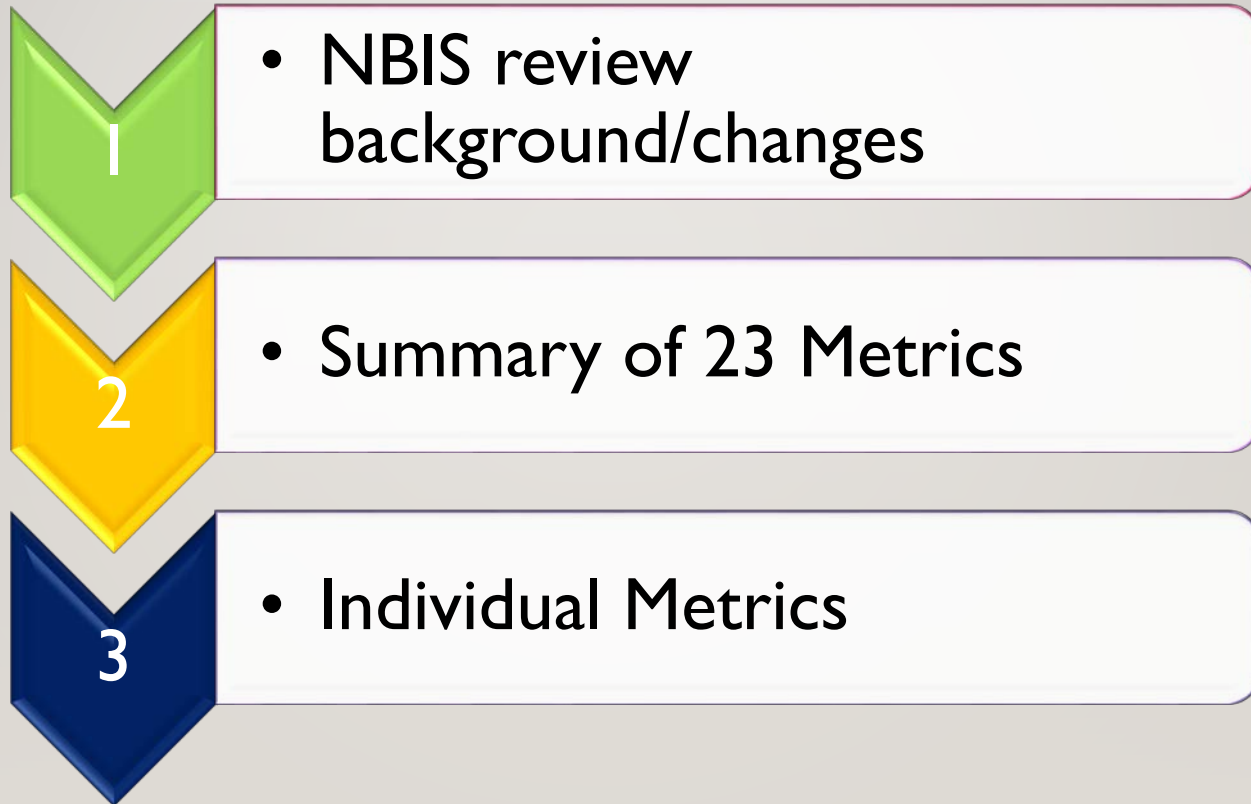 1
• NBIS review
background/changes
2
• Summary of 23 Metrics
3
• Individual Metrics